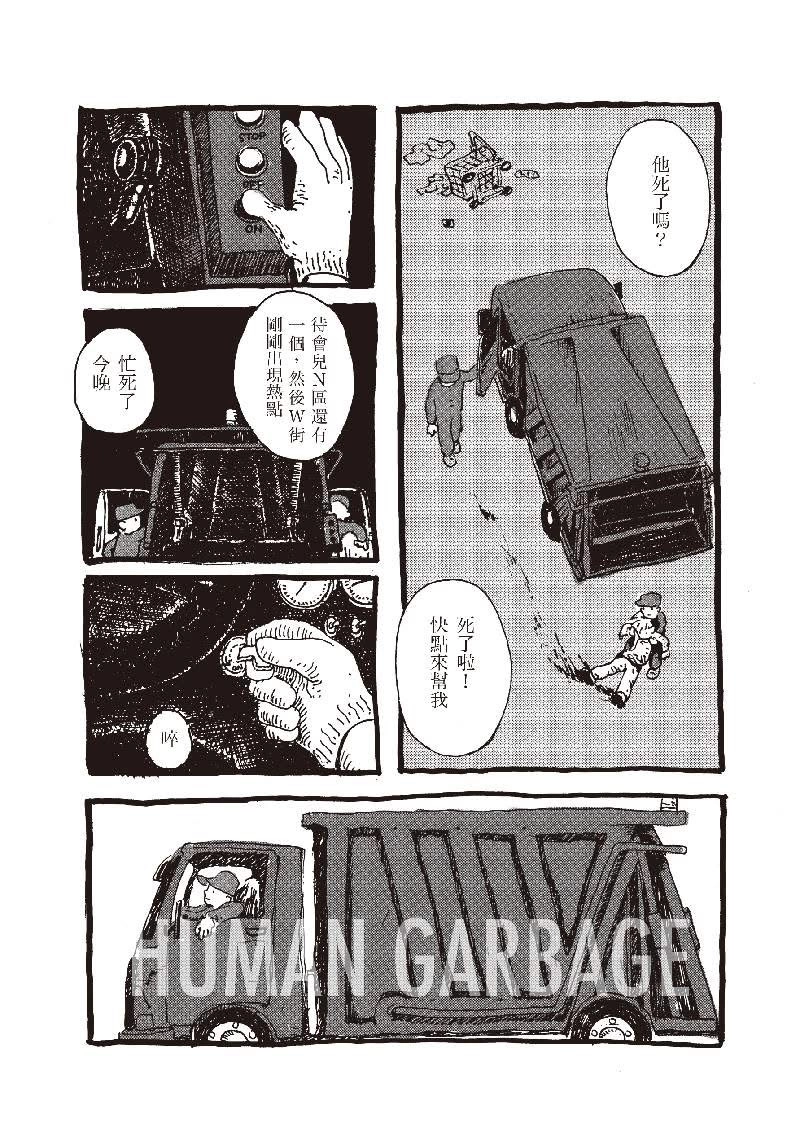 他死了嗎？
死了啦！
快點來幫我
STOP
OFF
ON
待會兒N區還有
一個，然後W街
剛剛出現熱點
忙死了
今晚
ON
啐
HUMAN GARBAGE